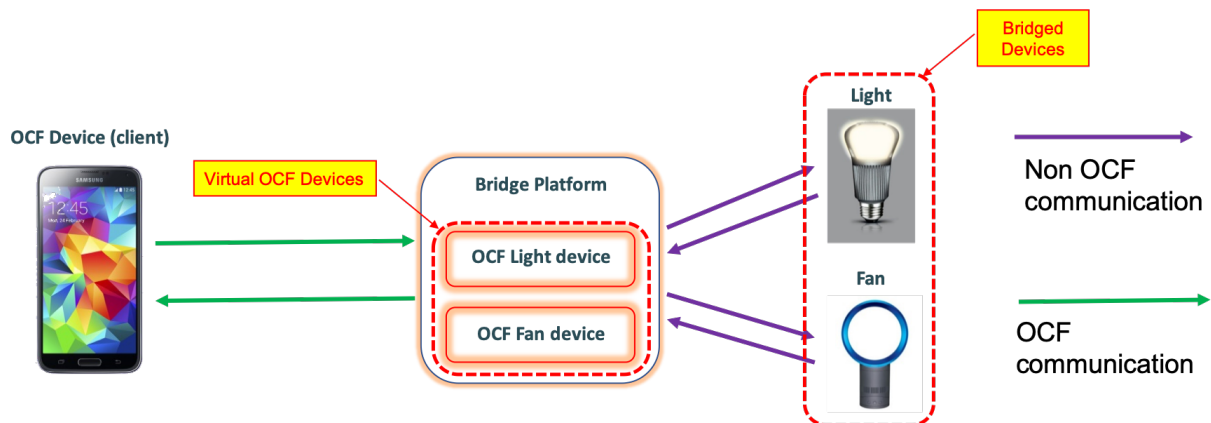 Bridged
Devices
Light
OCF Device (client)
Virtual OCF Devices
Bridge Platform
Non OCF
communication
SAMSUNG
12:45
OCF Light device
Fan
OCF Fan device
OCF
communication